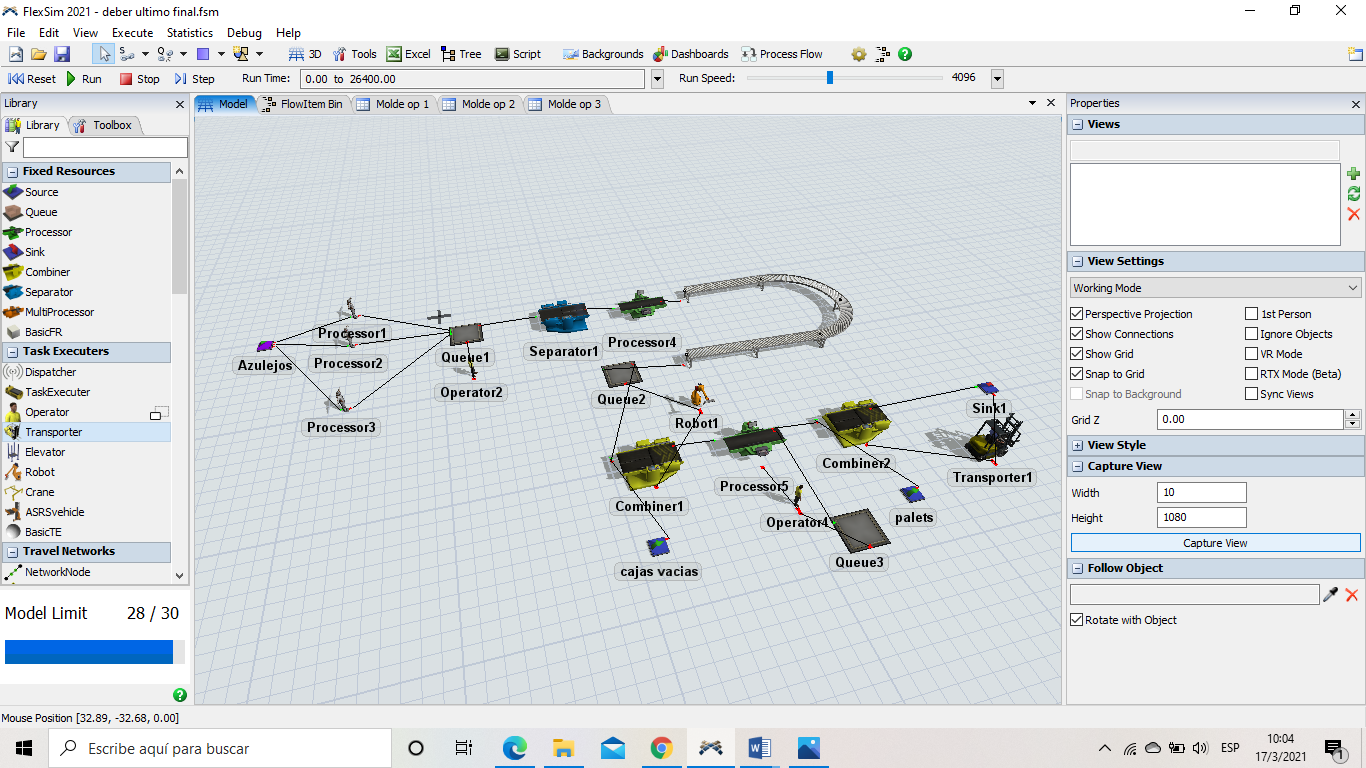 FlexSim 2021 - deber ultimo final.fsm
File Edit View Execute Statistics Debug Help
3D Tools Excel Tree Script Backgrounds Dashboards Process Flow
Reset Run Stop Step Run Time: 0.00 to 26400.00 Run Speed: 4096
Library
Library Toolbox
Fixed Resources
Source
Queue
Processor
Sink
Combiner
Separator
MultiProcessor
BasicFR
Task Executers
Dispatcher
TaskExecuter
Operator
Transporter
Elevator
Robot
Crane
ASRSvehicle
BasicTE
Travel Networks
NetworkNode
Model Limit 28 / 30
Model FlowItem Bin Molde op 1 Molde op 2 Molde op 3
Processor1
Azulejos
Processor2
Queue1
Separator1
Processor4
Operator2
Processor3
Queue2
Robot1
Sink1
Combiner2
Transporter1
Processor5
Combiner1
Operator4
palets
Queue3
cajas vacias
Properties
Views
View Settings
Working Mode
Perspective Projection 1st Person
Show Connections Ignore Objects
Show Grid VR Mode
Snap to Grid RTX Mode (Beta)
Snap to Background Sync Views
Grid Z 0.00
View Style
Capture View
Width 10
Height 1080
Capture View
Follow Object
Rotate with Object
Mouse Position [32.89, -32.68, 0.00]
Escribe aquí para buscar
ESP
10:04
17/3/2021
1